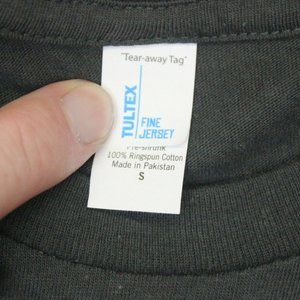 "Tear-away Tag"
TULTEX
FINE
JERSEY
Pre-shrunk
100% Ringspun Cotton
Made in Pakistan
S